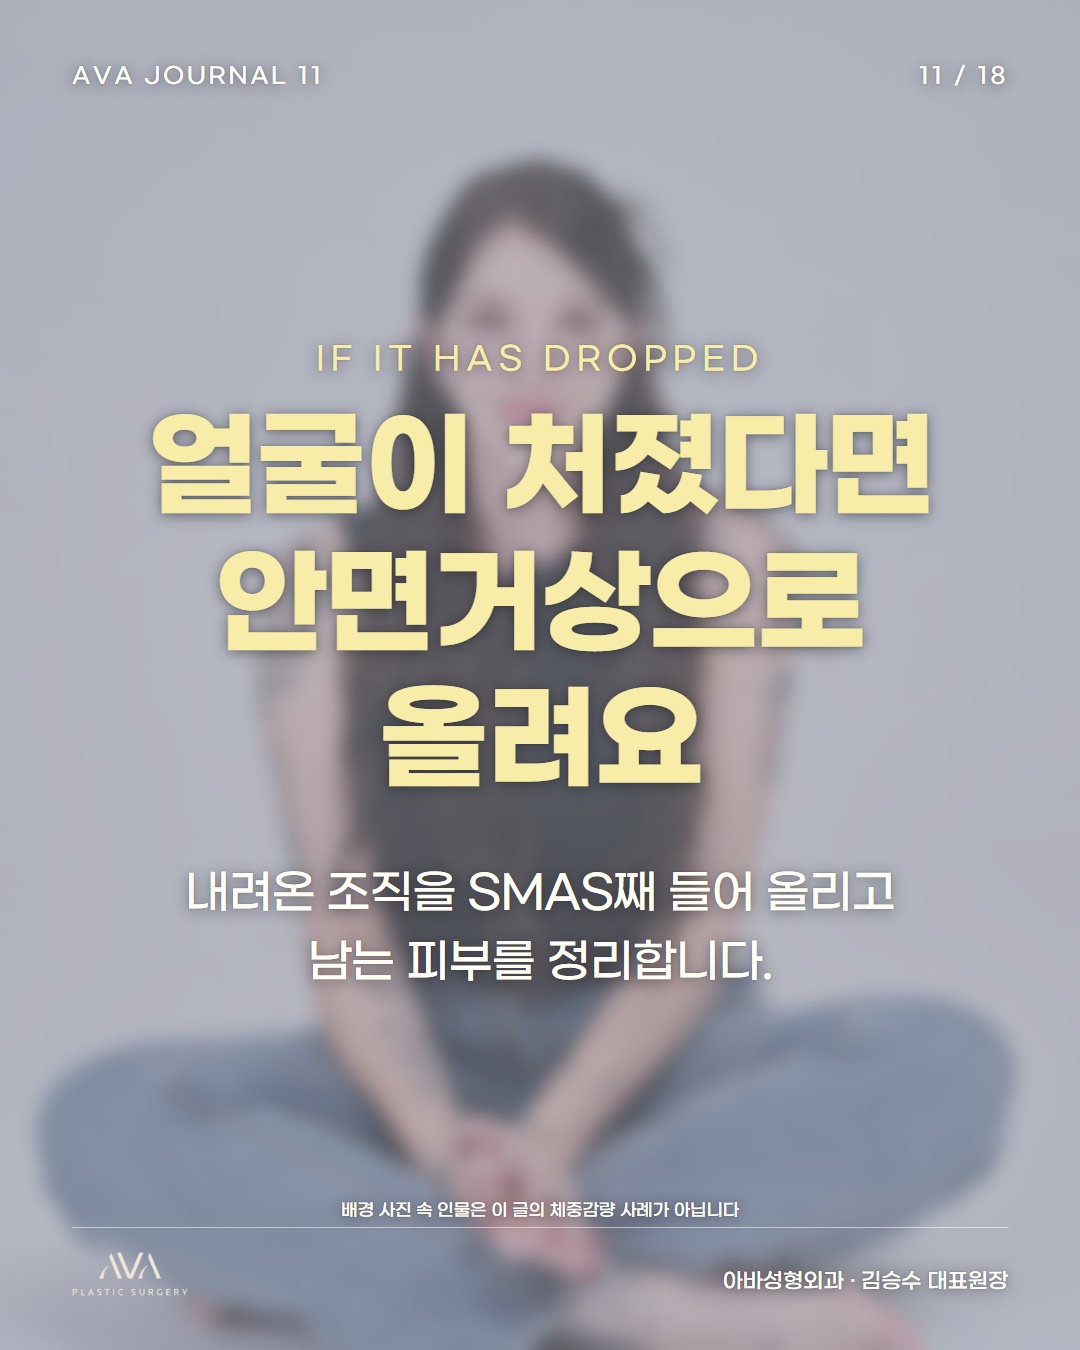 AVA JOURNAL 11
11 / 18
IF IT HAS DROPPED
얼굴이 처졌다면
안면거상으로
올려요
내려온 조직을 SMAS째 들어 올리고
남는 피부를 정리합니다.
배경 사진 속 인물은 이 글의 체중감량 사례가 아닙니다
AVA
PLASTIC SURGERY
아바성형외과 · 김승수 대표원장